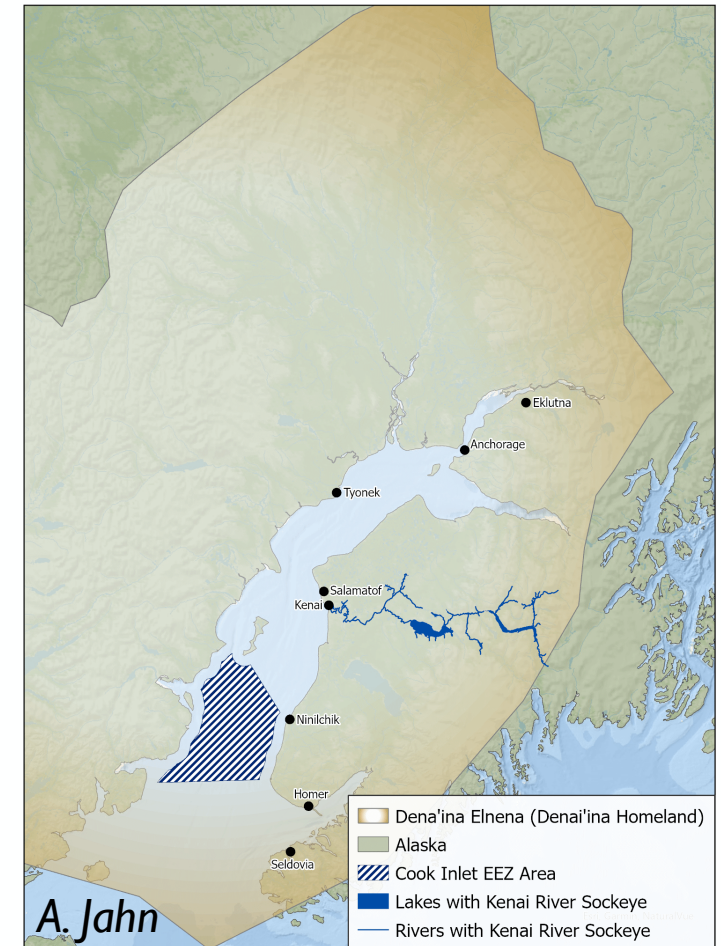 Eklutna
Anchorage
Tyonek
Salamatof
Kenai
Ninilchik
Homer
Seldovia
Dena'ina Elnena (Denai'ina Homeland)
Alaska
Cook Inlet EEZ Area
Lakes with Kenai River Sockeye
Rivers with Kenai River Sockeye
A. Jahn